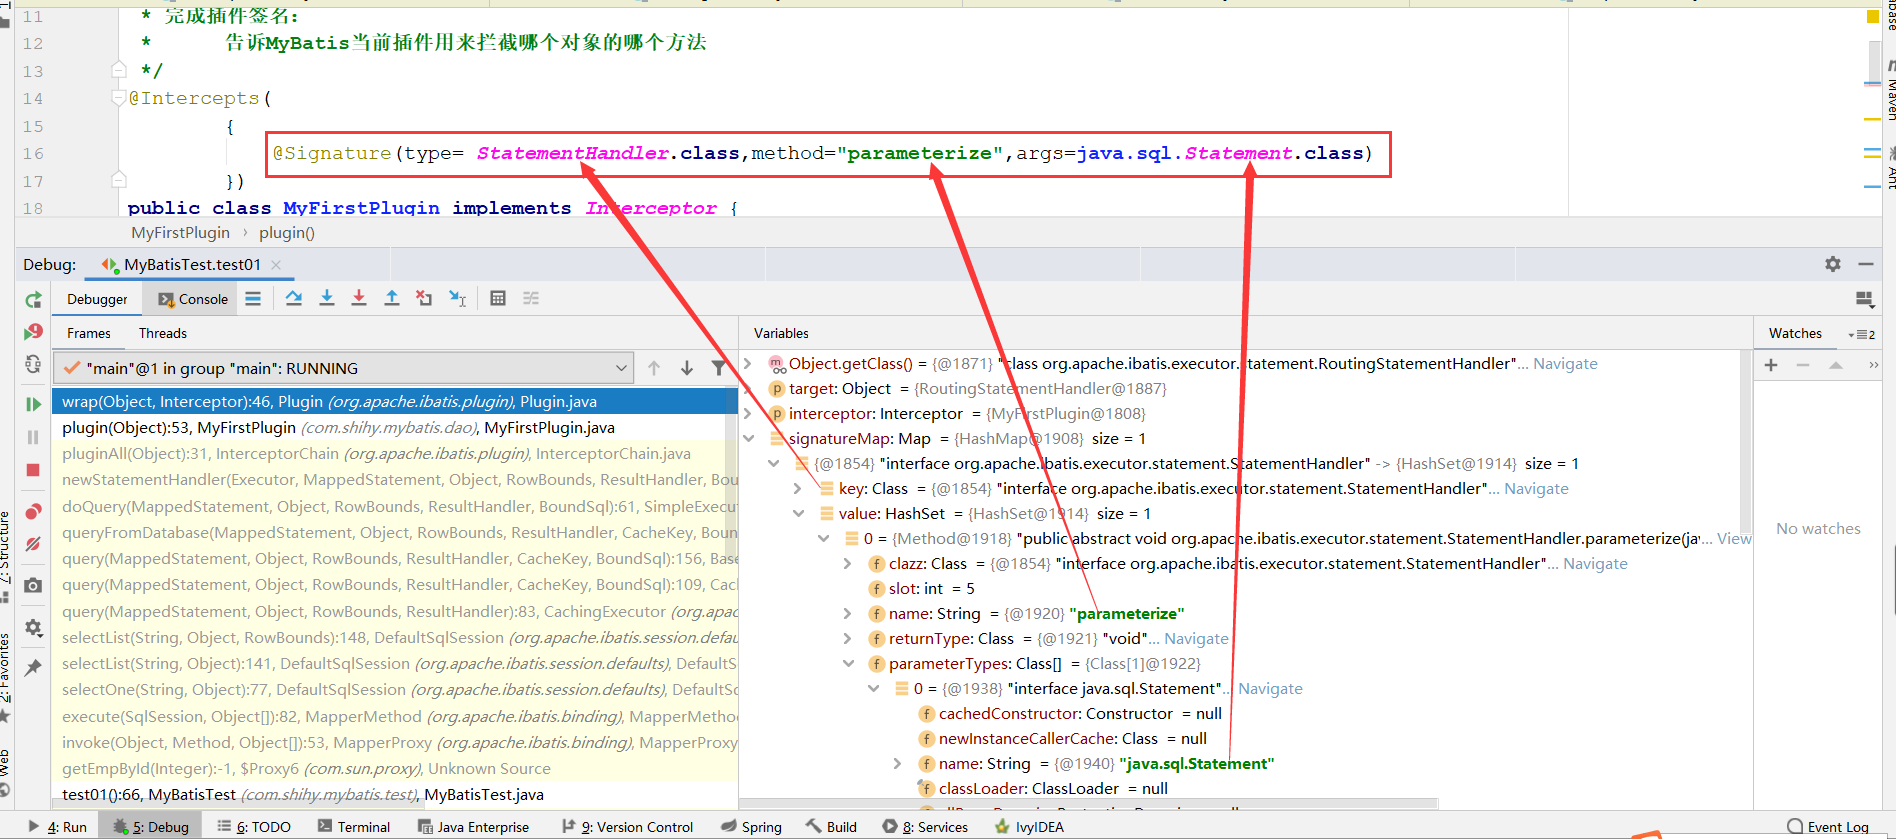 11 * 完成插件签名：
12 * 告诉MyBatis当前插件用来拦截哪个对象的哪个方法
13 */
14 @Intercepts(
15 {
16 @Signature(type= StatementHandler.class,method="parameterize",args=java.sql.Statement.class)
17 })
18 public class MyFirstPlugin implements Interceptor {
MyFirstPlugin › plugin()
Debug: MyBatisTest.test01
Debugger Console
Frames Threads
"main"@1 in group "main": RUNNING
wrap(Object, Interceptor):46, Plugin (org.apache.ibatis.plugin), Plugin.java
plugin(Object):53, MyFirstPlugin (com.shihy.mybatis.dao), MyFirstPlugin.java
pluginAll(Object):31, InterceptorChain (org.apache.ibatis.plugin), InterceptorChain.java
newStatementHandler(Executor, MappedStatement, Object, RowBounds, ResultHandler, Bou
doQuery(MappedStatement, Object, RowBounds, ResultHandler, BoundSql):61, SimpleExecut
queryFromDatabase(MappedStatement, Object, RowBounds, ResultHandler, CacheKey, Boun
query(MappedStatement, Object, RowBounds, ResultHandler, CacheKey, BoundSql):156, Base
query(MappedStatement, Object, RowBounds, ResultHandler, CacheKey, BoundSql):109, Cac
query(MappedStatement, Object, RowBounds, ResultHandler):83, CachingExecutor (org.apac
selectList(String, Object, RowBounds):148, DefaultSqlSession (org.apache.ibatis.session.defau
selectList(String, Object):141, DefaultSqlSession (org.apache.ibatis.session.defaults), DefaultS
selectOne(String, Object):77, DefaultSqlSession (org.apache.ibatis.session.defaults), DefaultSq
execute(SqlSession, Object[]):82, MapperMethod (org.apache.ibatis.binding), MapperMetho
invoke(Object, Method, Object[]):53, MapperProxy (org.apache.ibatis.binding), MapperProxy
getEmpById(Integer):-1, $Proxy6 (com.sun.proxy), Unknown Source
test01():66, MyBatisTest (com.shihy.mybatis.test), MyBatisTest.java
Variables
Object.getClass() = {@1871} "class org.apache.ibatis.executor.statement.RoutingStatementHandler"... Navigate
target: Object = {RoutingStatementHandler@1887}
interceptor: Interceptor = {MyFirstPlugin@1808}
signatureMap: Map = {HashMap@1908} size = 1
{@1854} "interface org.apache.ibatis.executor.statement.StatementHandler" -> {HashSet@1914} size = 1
key: Class = {@1854} "interface org.apache.ibatis.executor.statement.StatementHandler"... Navigate
value: HashSet = {HashSet@1914} size = 1
0 = {Method@1918} "public abstract void org.apache.ibatis.executor.statement.StatementHandler.parameterize(ja... View
clazz: Class = {@1854} "interface org.apache.ibatis.executor.statement.StatementHandler"... Navigate
slot: int = 5
name: String = {@1920} "parameterize"
returnType: Class = {@1921} "void"... Navigate
parameterTypes: Class[] = {Class[1]@1922}
0 = {@1938} "interface java.sql.Statement"... Navigate
cachedConstructor: Constructor = null
newInstanceCallerCache: Class = null
name: String = {@1940} "java.sql.Statement"
classLoader: ClassLoader = null
Watches
2
No watches
Maven
Ant
7: Structure
2: Favorites
Web
4: Run
5: Debug
6: TODO
Terminal
Java Enterprise
9: Version Control
Spring
Build
8: Services
IvyIDEA
Event Log